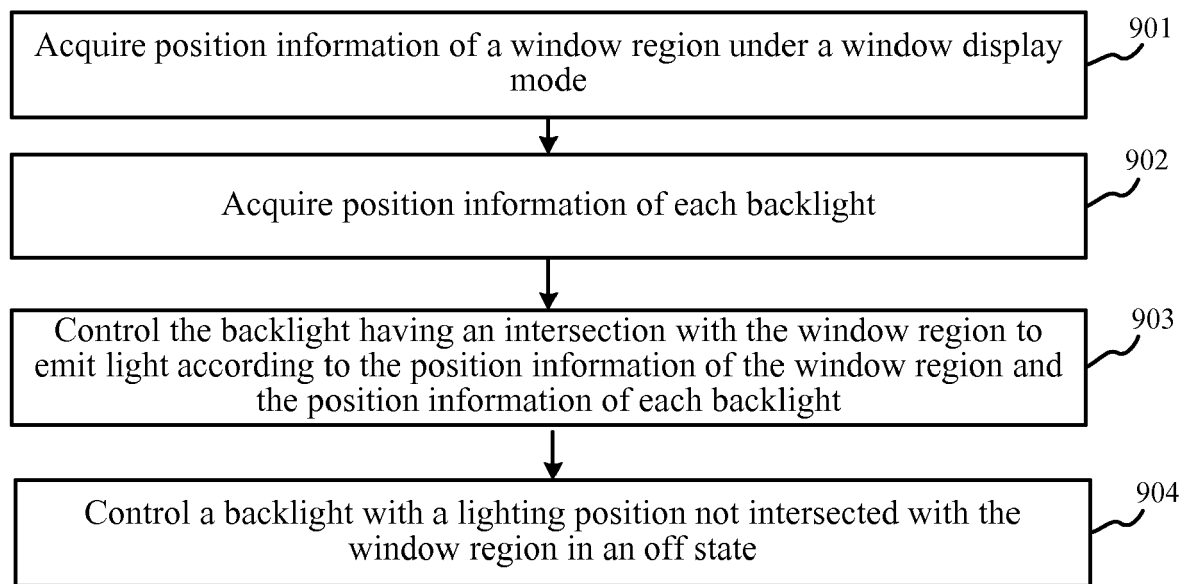 Acquire position information of a window region under a window display
mode
901
Acquire position information of each backlight
902
Control the backlight having an intersection with the window region to
emit light according to the position information of the window region and
the position information of each backlight
903
Control a backlight with a lighting position not intersected with the
window region in an off state
904